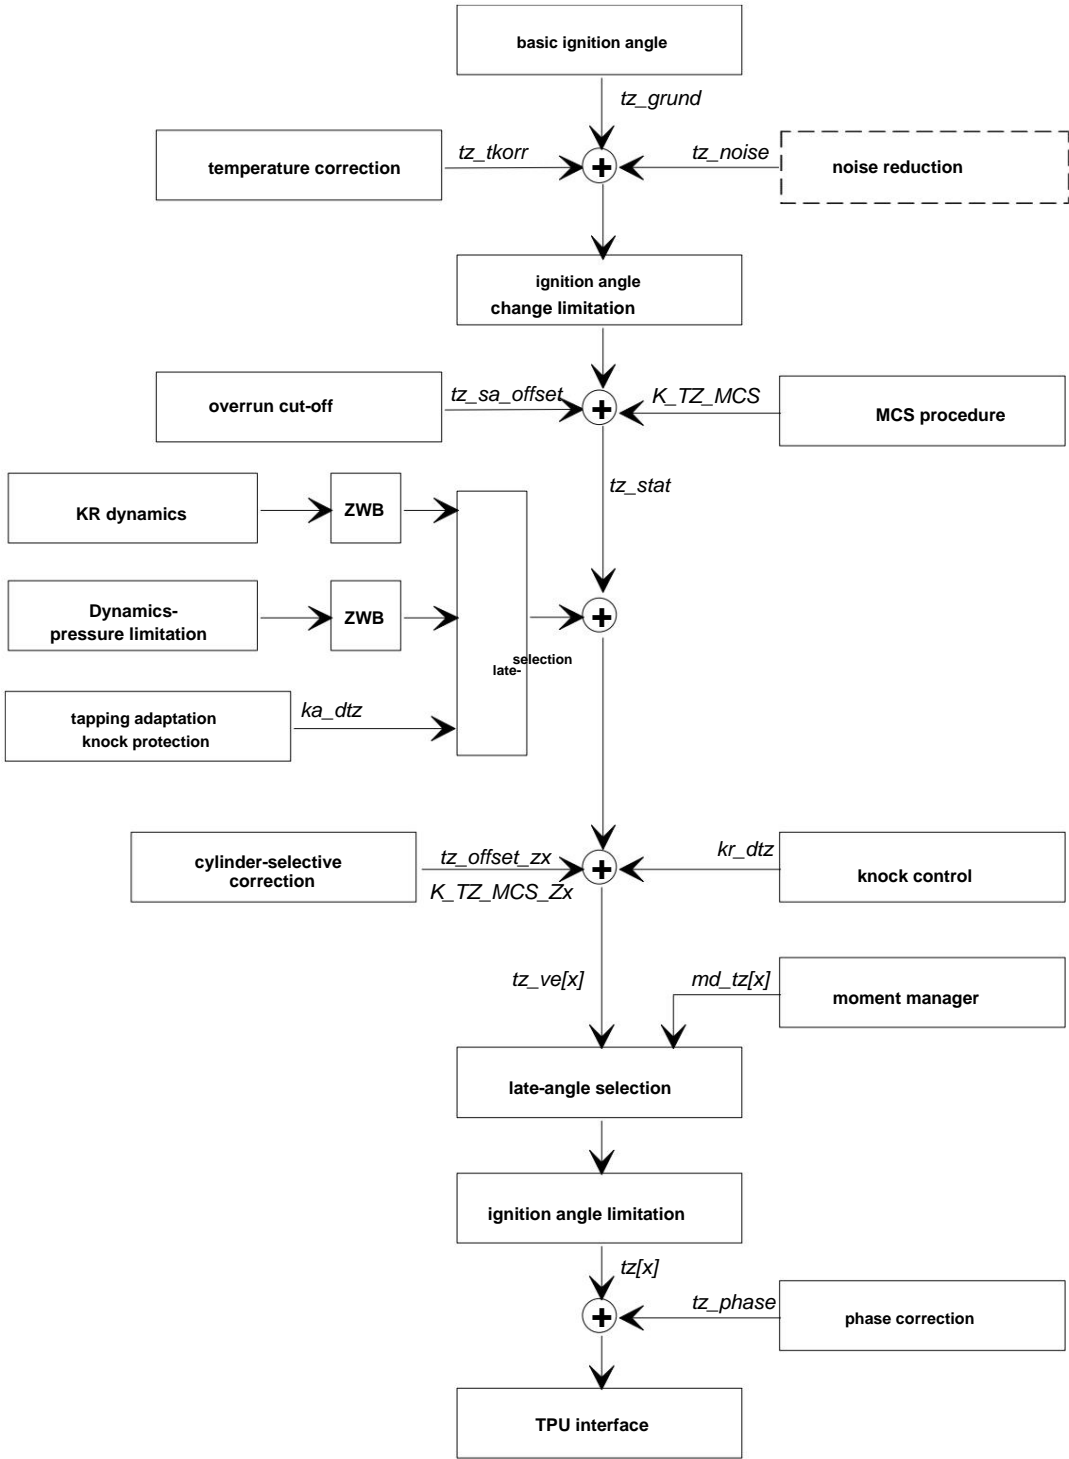 basic ignition angle
tz_grund
tz_tkorr
tz_noise
temperature correction
noise reduction
+
ignition angle
change limitation
tz_sa_offset
K_TZ_MCS
overrun cut-off
MCS procedure
+
tz_stat
KR dynamics
ZWB
Dynamics-
pressure limitation
ZWB
+
late-selection
ka_dtz
tapping adaptation
knock protection
kr_dtz
cylinder-selective
correction
tz_offset_zx
K_TZ_MCS_Zx
+
knock control
tz_ve[x]
md_tz[x]
moment manager
late-angle selection
ignition angle limitation
tz[x]
tz_phase
+
phase correction
TPU interface